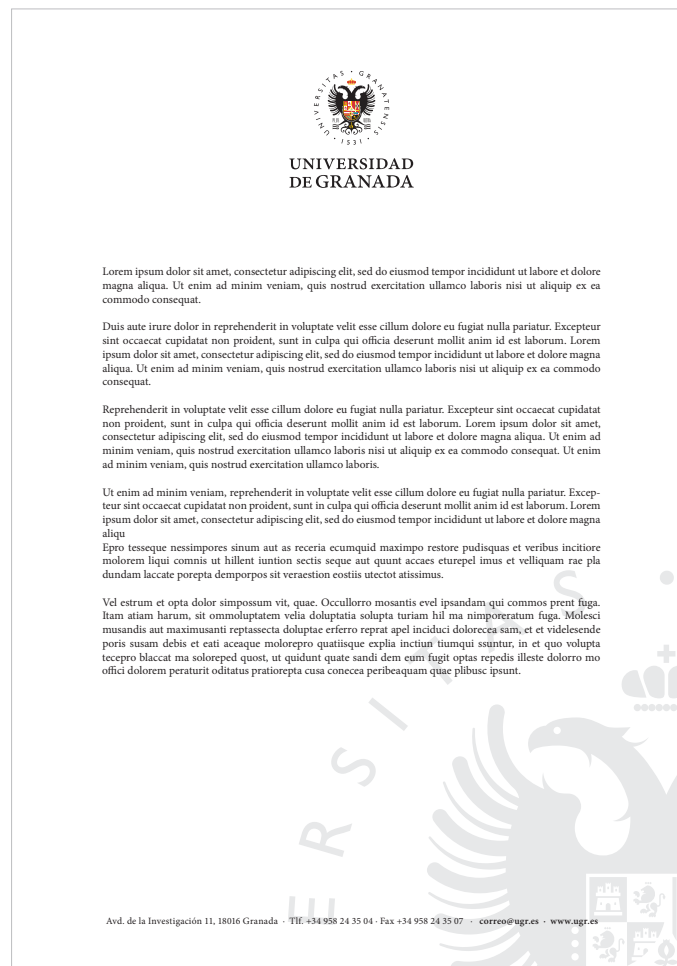 UNIVERSITAS · GRANATENSIS · 1531 ·
UNIVERSIDAD
DE GRANADA
Lorem ipsum dolor sit amet, consectetur adipiscing elit, sed do eiusmod tempor incididunt ut labore et dolore
magna aliqua. Ut enim ad minim veniam, quis nostrud exercitation ullamco laboris nisi ut aliquip ex ea
commodo consequat.
Duis aute irure dolor in reprehenderit in voluptate velit esse cillum dolore eu fugiat nulla pariatur. Excepteur
sint occaecat cupidatat non proident, sunt in culpa qui officia deserunt mollit anim id est laborum. Lorem
ipsum dolor sit amet, consectetur adipiscing elit, sed do eiusmod tempor incididunt ut labore et dolore magna
aliqua. Ut enim ad minim veniam, quis nostrud exercitation ullamco laboris nisi ut aliquip ex ea commodo
consequat.
Reprehenderit in voluptate velit esse cillum dolore eu fugiat nulla pariatur. Excepteur sint occaecat cupidatat
non proident, sunt in culpa qui officia deserunt mollit anim id est laborum. Lorem ipsum dolor sit amet,
consectetur adipiscing elit, sed do eiusmod tempor incididunt ut labore et dolore magna aliqua. Ut enim ad
minim veniam, quis nostrud exercitation ullamco laboris nisi ut aliquip ex ea commodo consequat. Ut enim
ad minim veniam, quis nostrud exercitation ullamco laboris.
Ut enim ad minim veniam, reprehenderit in voluptate velit esse cillum dolore eu fugiat nulla pariatur. Excep-
teur sint occaecat cupidatat non proident, sunt in culpa qui officia deserunt mollit anim id est laborum. Lorem
ipsum dolor sit amet, consectetur adipiscing elit, sed do eiusmod tempor incididunt ut labore et dolore magna
aliqu
Epro tesseque nessimpores sinum aut as receria ecumquid maximpo restore pudisquas et veribus incitiore
molorem liqui comnis ut hillent iuntion sectis seque aut quunt accaes eturepel imus et velliquam rae pla
dundam laccate porepta demporpos sit veraestion eostiis utectot atissimus.
Vel estrum et opta dolor simpossum vit, quae. Occullorro mosantis evel ipsandam qui commos prent fuga.
Itam atiam harum, sit ommoluptatem velia doluptatia solupta turiam hil ma nimporeratum fuga. Molesci
musandis aut maximusanti reptassecta doluptae erferro reprat apel inciduci dolorecea sam, et et videlesende
poris susam debis et eati aceaque molorepro quatiisque explia inctem tiumqui ssuntur, in et quo volupta
tecepro blaccat ma soloreped quost, ut quidunt quate sandi dem eum fugit optas repedis illeste dolorro mo
offici dolorem peraturit oditatus pratiorepta cusa conecea peribeaquam quae plibusc ipsunt.
ERSITAS
Avd. de la Investigación 11, 18016 Granada · Tlf. +34 958 24 35 04 · Fax +34 958 24 35 07 · correo@ugr.es · www.ugr.es